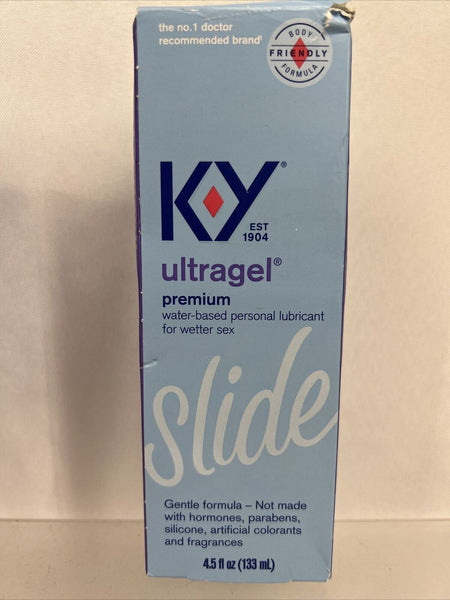 the no.1 doctor
recommended brand†
BODY
FRIENDLY
FORMULA
KY®
EST
1904
ultragel®
premium
water-based personal lubricant
for wetter sex
slide
Gentle formula – Not made
with hormones, parabens,
silicone, artificial colorants
and fragrances
4.5 fl oz (133 mL)